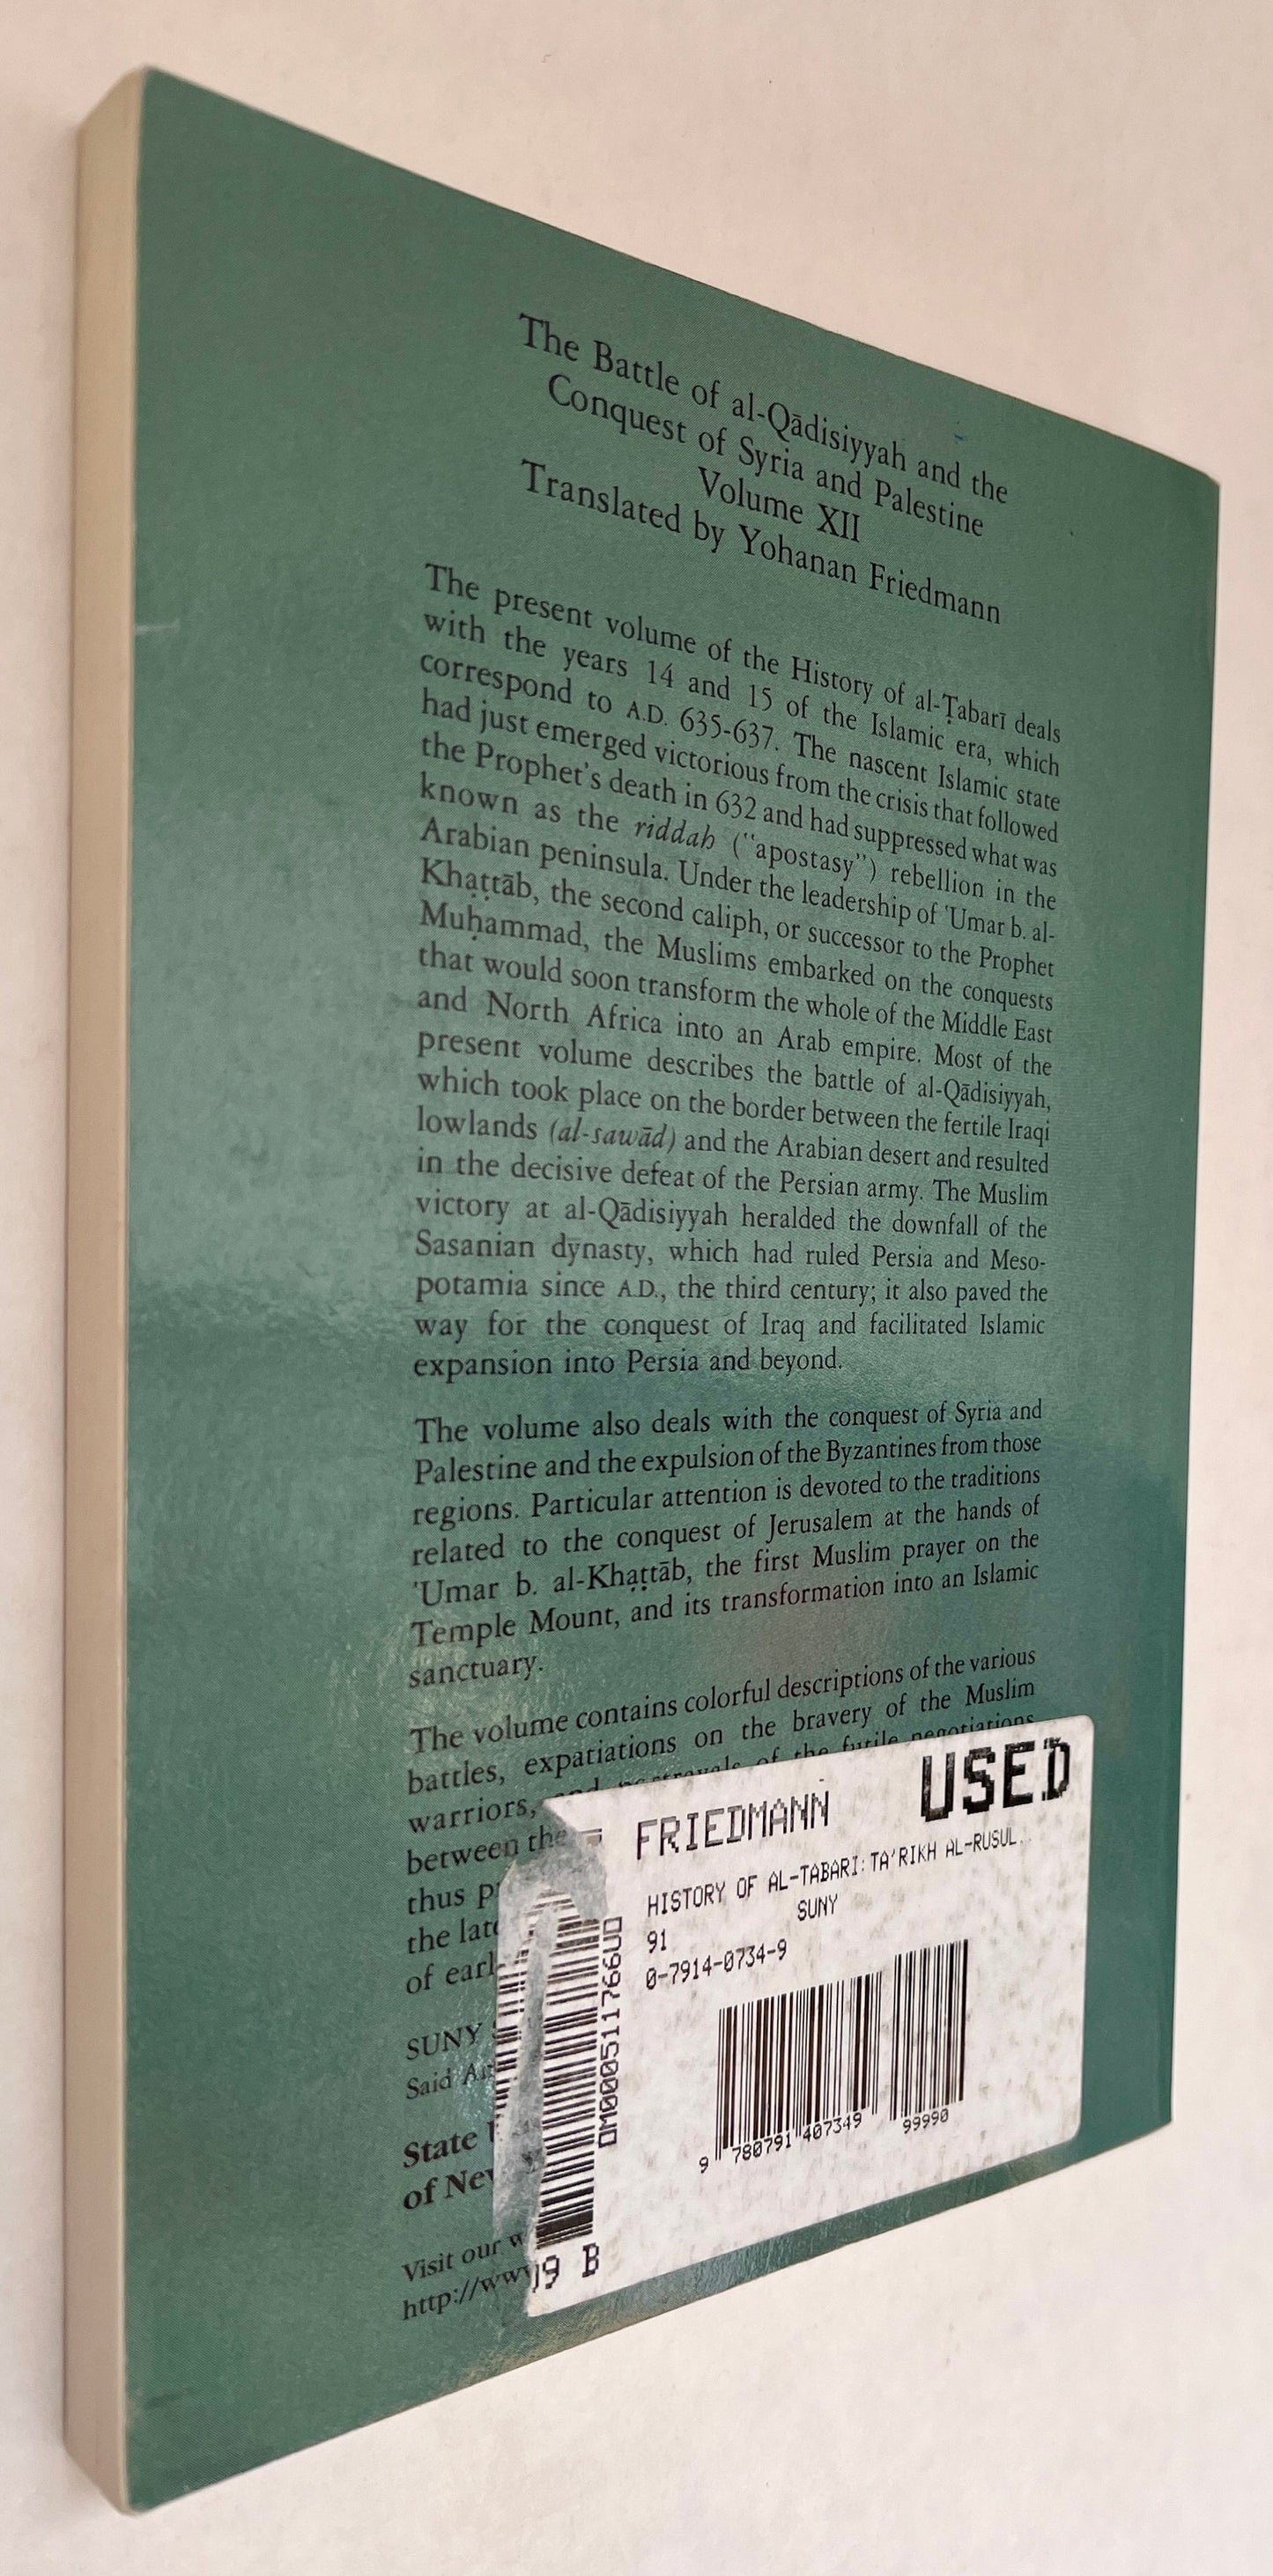 The Battle of al-Qādisiyyah and the
Conquest of Syria and Palestine
Volume XII
Translated by Yohanan Friedmann
The present volume of the History of al-Ṭabarī deals
with the years 14 and 15 of the Islamic era, which
correspond to A.D. 635-637. The nascent Islamic state
had just emerged victorious from the crisis that followed
the Prophet's death in 632 and had suppressed what was
known as the riddah (“apostasy”) rebellion in the
Arabian peninsula. Under the leadership of 'Umar b. al-
Khaṭṭāb, the second caliph, or successor to the Prophet
Muḥammad, the Muslims embarked on the conquests
that would soon transform the whole of the Middle East
and North Africa into an Arab empire. Most of the
present volume describes the battle of al-Qādisiyyah,
which took place on the border between the fertile Iraqi
lowlands (al-sawād) and the Arabian desert and resulted
in the decisive defeat of the Persian army. The Muslim
victory at al-Qādisiyyah heralded the downfall of the
Sasanian dynasty, which had ruled Persia and Meso-
potamia since A.D., the third century; it also paved the
way for the conquest of Iraq and facilitated Islamic
expansion into Persia and beyond.
The volume also deals with the conquest of Syria and
Palestine and the expulsion of the Byzantines from those
regions. Particular attention is devoted to the traditions
related to the conquest of Jerusalem at the hands of
'Umar b. al-Khaṭṭāb, the first Muslim prayer on the
Temple Mount, and its transformation into an Islamic
sanctuary.
The volume contains colorful descriptions of the various
battles, expatiations on the bravery of the Muslim
warriors, and portrayals of the futile negotiations
between the
thus
the
of
SUNY
Said
State
of
Visit our
http://www
USED
FRIEDMANN
HISTORY OF AL-TABARI:TA'RIKH AL-RUSUL..
SUNY
91
0-7914-0734-9
9 780791 407349
99990
0M0005117766U0
09 B